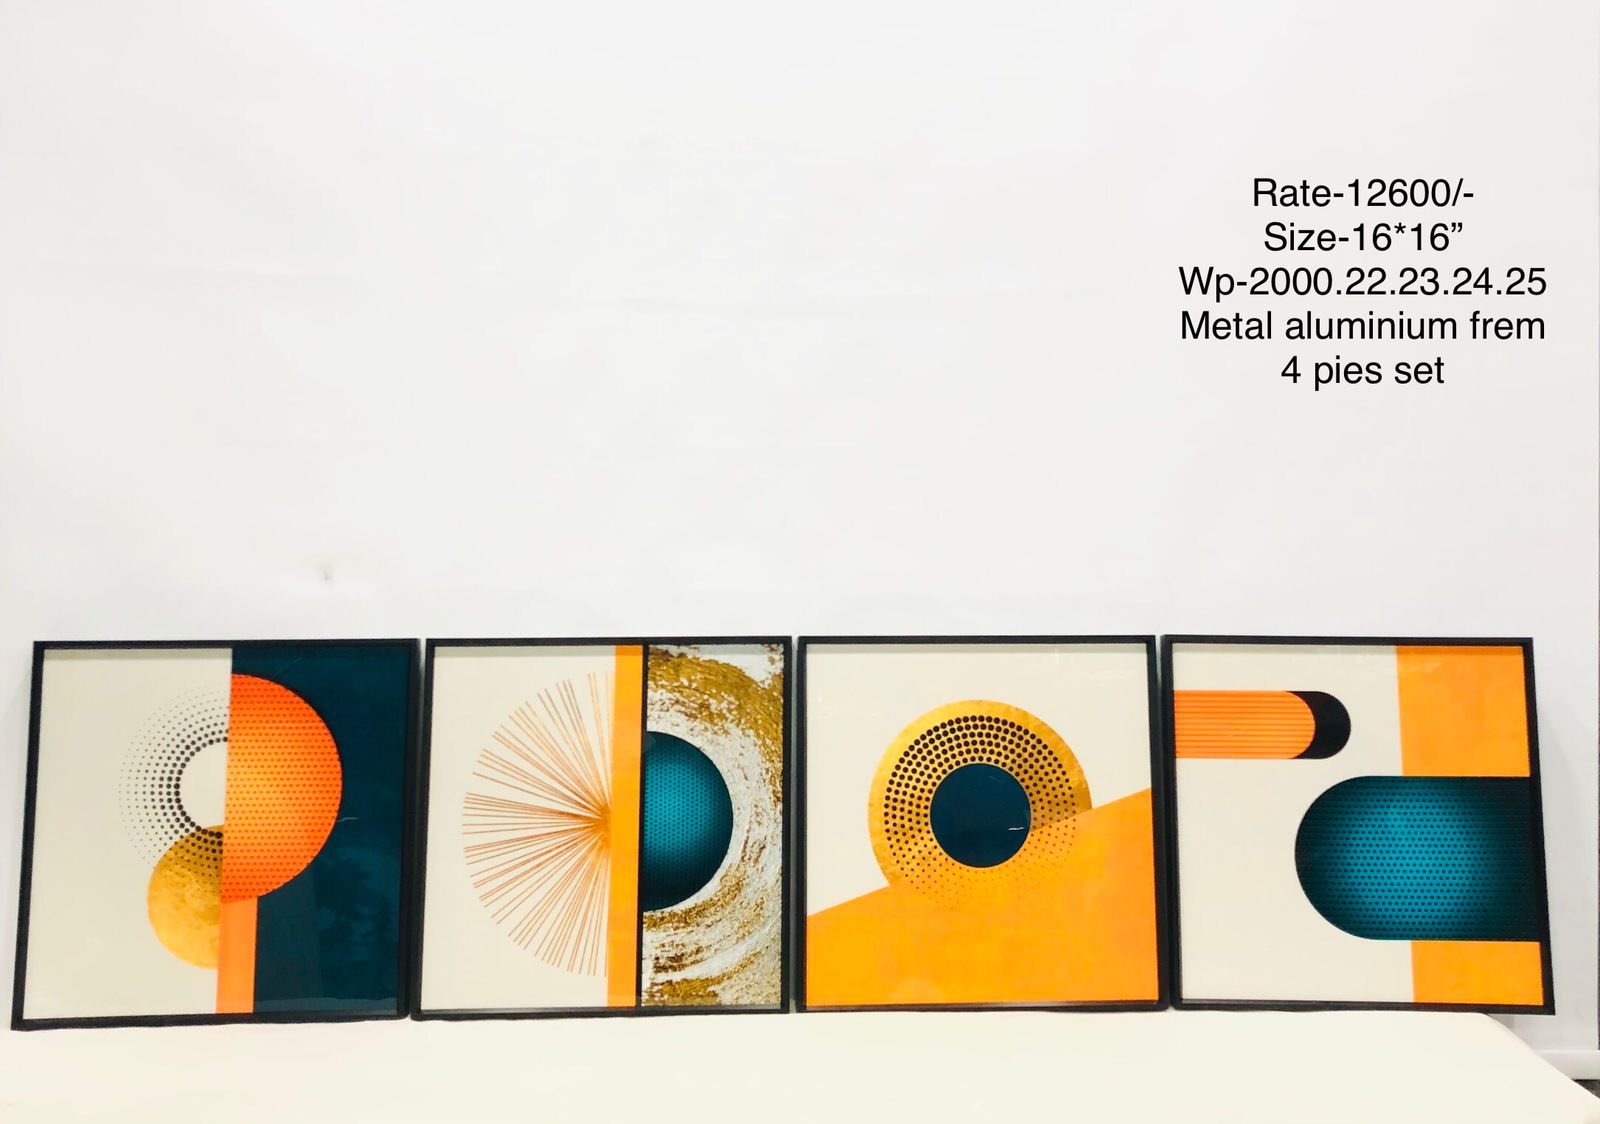 Rate-12600/-
Size-16*16”
Wp-2000.22.23.24.25
Metal aluminium frem
4 pies set